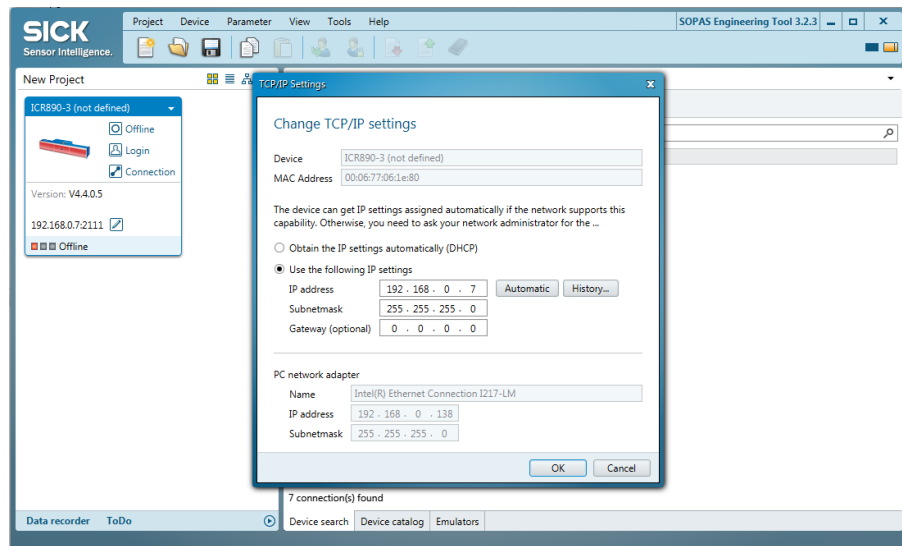 SICK
Sensor Intelligence.
Project Device Parameter View Tools Help
SOPAS Engineering Tool 3.2.3
New Project
ICR890-3 (not defined)
Offline
Login
Connection
Version: V4.4.0.5
192.168.0.7:2111
Offline
TCP/IP Settings
Change TCP/IP settings
Device ICR890-3 (not defined)
MAC Address 00:06:77:06:1e:80
The device can get IP settings assigned automatically if the network supports this
capability. Otherwise, you need to ask your network administrator for the ...
Obtain the IP settings automatically (DHCP)
Use the following IP settings
IP address 192 . 168 . 0 . 7 Automatic History...
Subnetmask 255 . 255 . 255 . 0
Gateway (optional) 0 . 0 . 0 . 0
PC network adapter
Name Intel(R) Ethernet Connection I217-LM
IP address 192 . 168 . 0 . 138
Subnetmask 255 . 255 . 255 . 0
OK Cancel
7 connection(s) found
Data recorder ToDo
Device search Device catalog Emulators